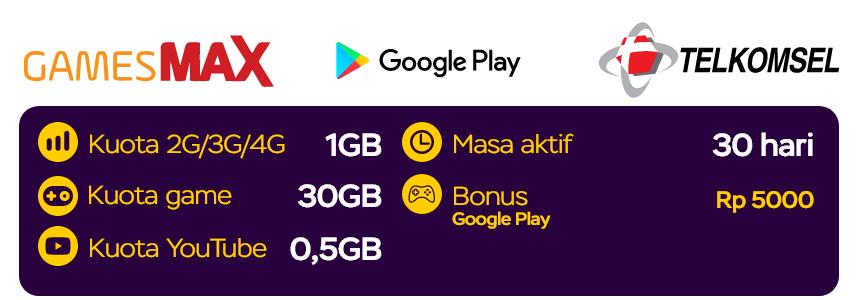 GAMESMAX
Google Play
TELKOMSEL
Kuota 2G/3G/4G 1GB
Kuota game 30GB
Kuota YouTube 0,5GB
Masa aktif 30 hari
Bonus Rp 5000
Google Play